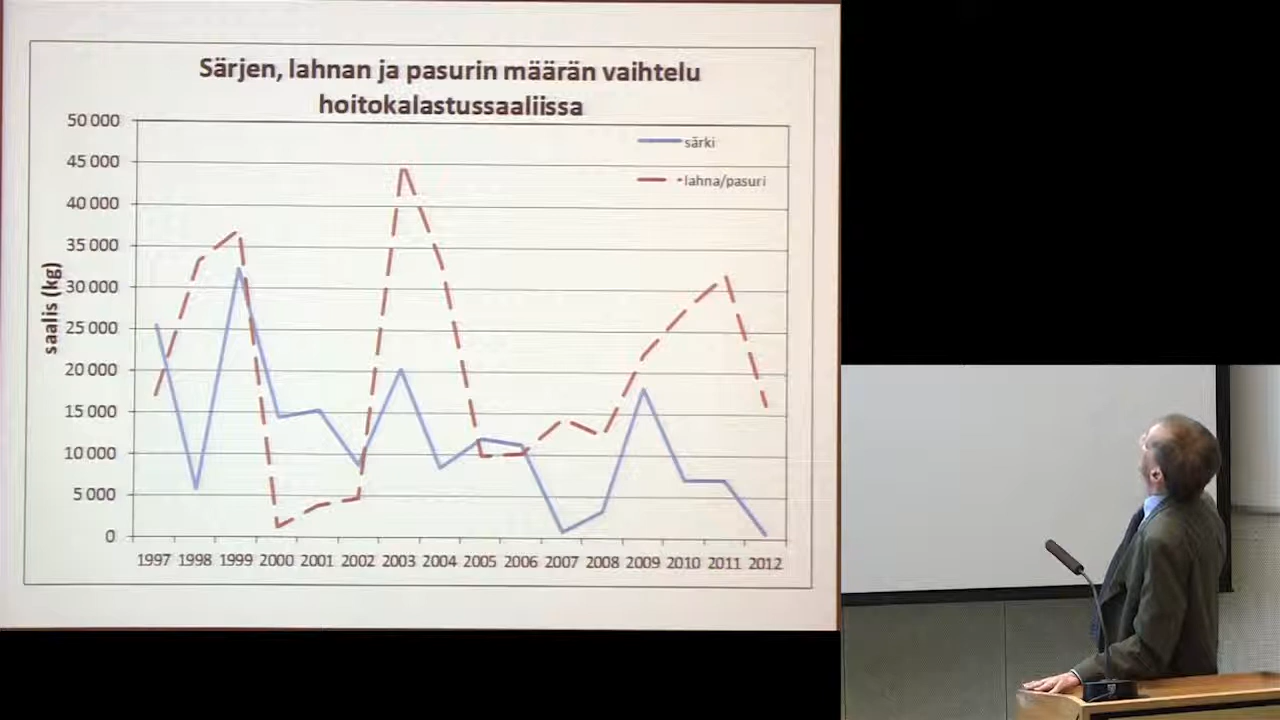 Särjen, lahnan ja pasurin määrän vaihtelu
hoitokalastussaaliissa
50 000
45 000
40 000
35 000
30 000
25 000
20 000
15 000
10 000
5 000
0
saalis (kg)
särki
lahna/pasuri
1997 1998 1999 2000 2001 2002 2003 2004 2005 2006 2007 2008 2009 2010 2011 2012